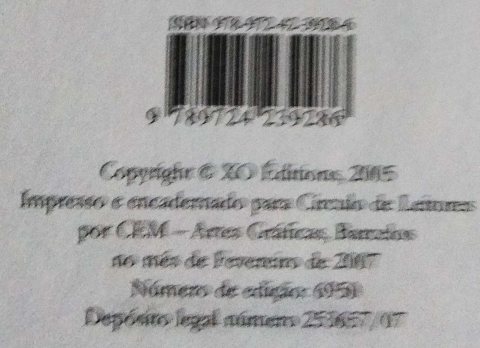 ISBN 978-972-42-3928-6
9 789724 239286
Copyright © XO Éditions, 2005
Impresso e encadernado para Círculo de Leitores
por CEM – Artes Gráficas, Barcelos
no mês de Fevereiro de 2007
Número de edição: 6950
Depósito legal número 253657/07